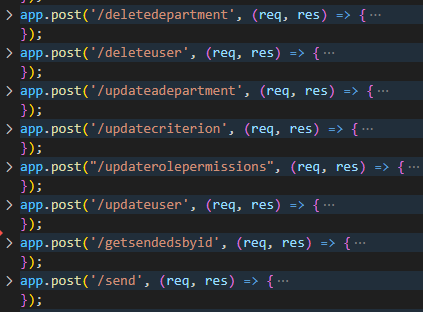 });
app.post('/deletedepartment', (req, res) => {···
});
app.post('/deleteuser', (req, res) => {···
});
app.post('/updateadepartment', (req, res) => {···
});
app.post('/updatecriterion', (req, res) => {···
});
app.post("/updaterolepermissions", (req, res) => {···
});
app.post('/updateuser', (req, res) => {···
});
app.post('/getsendedsbyid', (req, res) => {···
});
app.post('/send', (req, res) => {···
});